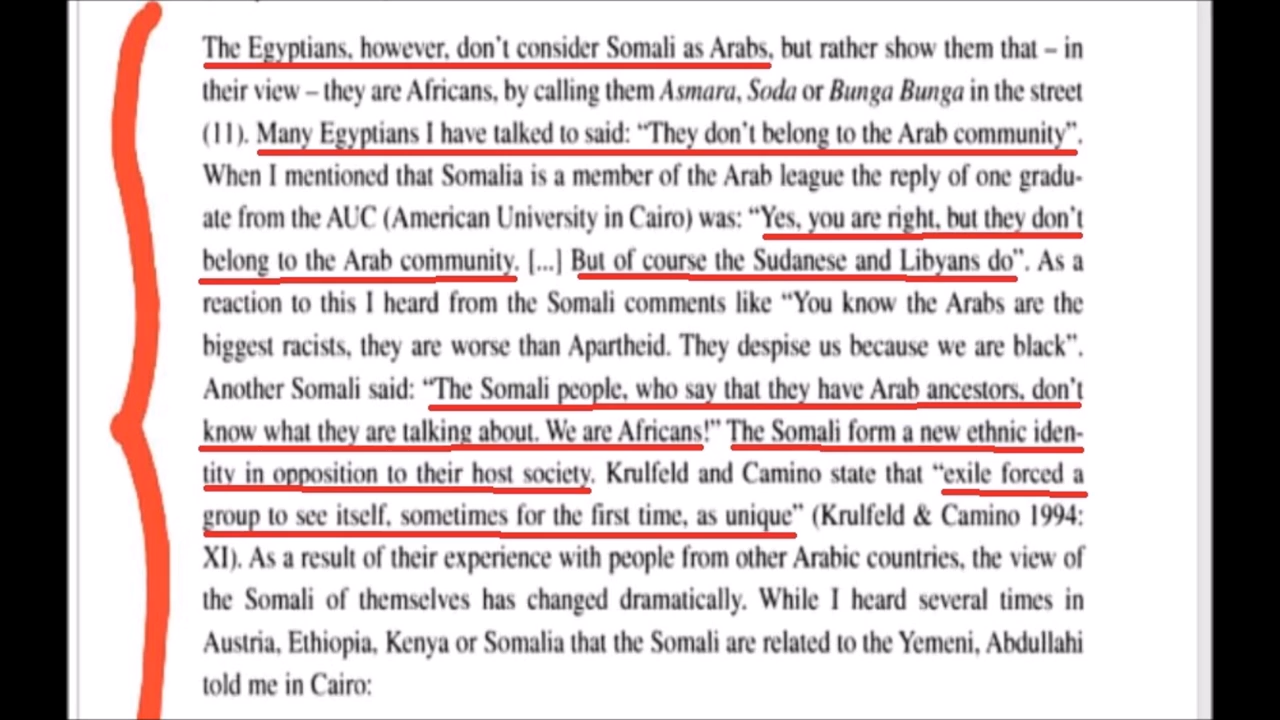 The Egyptians, however, don't consider Somali as Arabs, but rather show them that – in
their view – they are Africans, by calling them Asmara, Soda or Bunga Bunga in the street
(11). Many Egyptians I have talked to said: “They don't belong to the Arab community”.
When I mentioned that Somalia is a member of the Arab league the reply of one gradu-
ate from the AUC (American University in Cairo) was: “Yes, you are right, but they don't
belong to the Arab community. [...] But of course the Sudanese and Libyans do”. As a
reaction to this I heard from the Somali comments like “You know the Arabs are the
biggest racists, they are worse than Apartheid. They despise us because we are black”.
Another Somali said: “The Somali people, who say that they have Arab ancestors, don't
know what they are talking about. We are Africans!” The Somali form a new ethnic iden-
tity in opposition to their host society. Krulfeld and Camino state that “exile forced a
group to see itself, sometimes for the first time, as unique” (Krulfeld & Camino 1994:
XI). As a result of their experience with people from other Arabic countries, the view of
the Somali of themselves has changed dramatically. While I heard several times in
Austria, Ethiopia, Kenya or Somalia that the Somali are related to the Yemeni, Abdullahi
told me in Cairo: